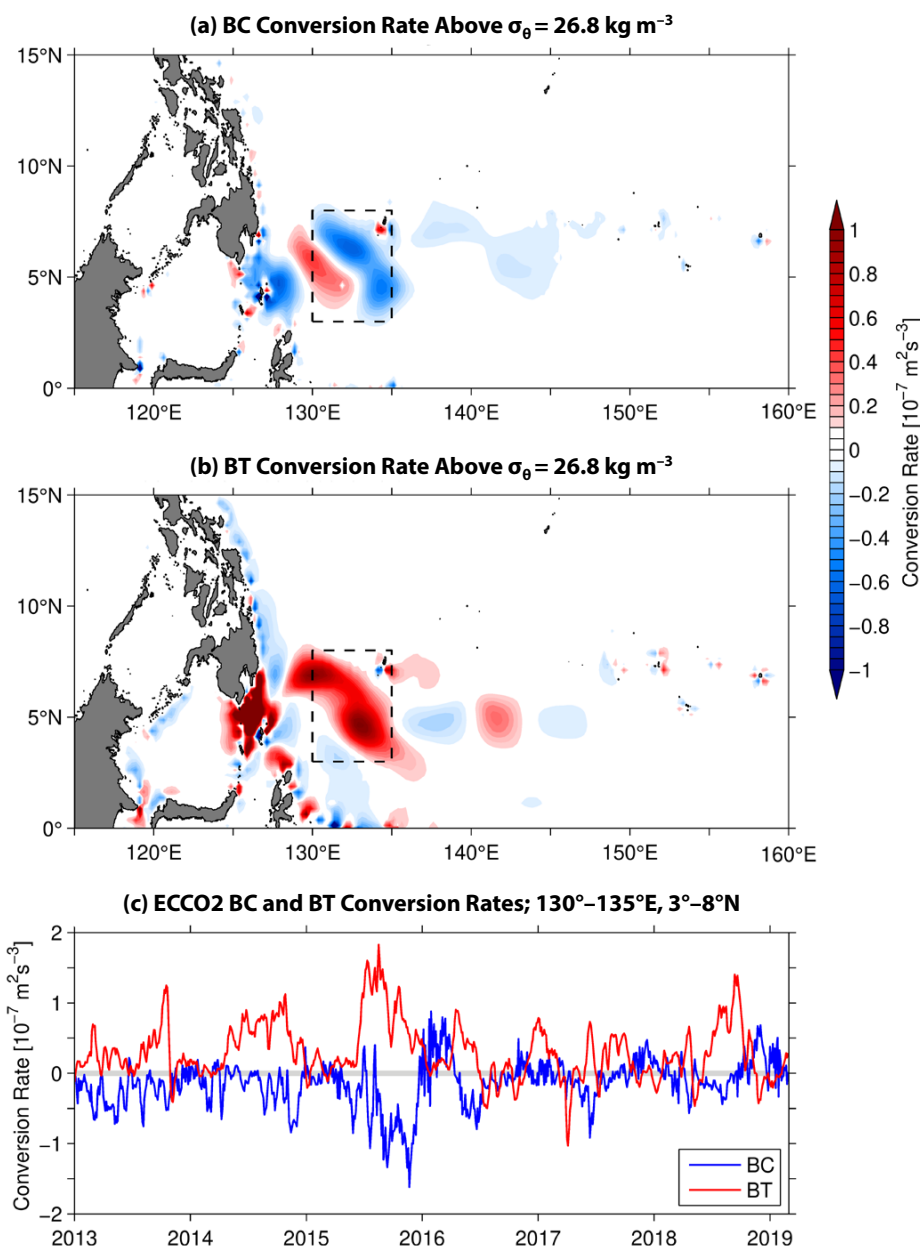 (a) BC Conversion Rate Above σθ = 26.8 kg m⁻³
15°N
10°N
5°N
0°
120°E 130°E 140°E 150°E 160°E
(b) BT Conversion Rate Above σθ = 26.8 kg m⁻³
15°N
10°N
5°N
0°
120°E 130°E 140°E 150°E 160°E
1
0.8
0.6
0.4
0.2
0
−0.2
−0.4
−0.6
−0.8
−1
Conversion Rate [10⁻⁷ m²s⁻³]
(c) ECCO2 BC and BT Conversion Rates; 130°–135°E, 3°–8°N
Conversion Rate [10⁻⁷ m²s⁻³]
2
1
0
−1
−2
BC
BT
2013 2014 2015 2016 2017 2018 2019